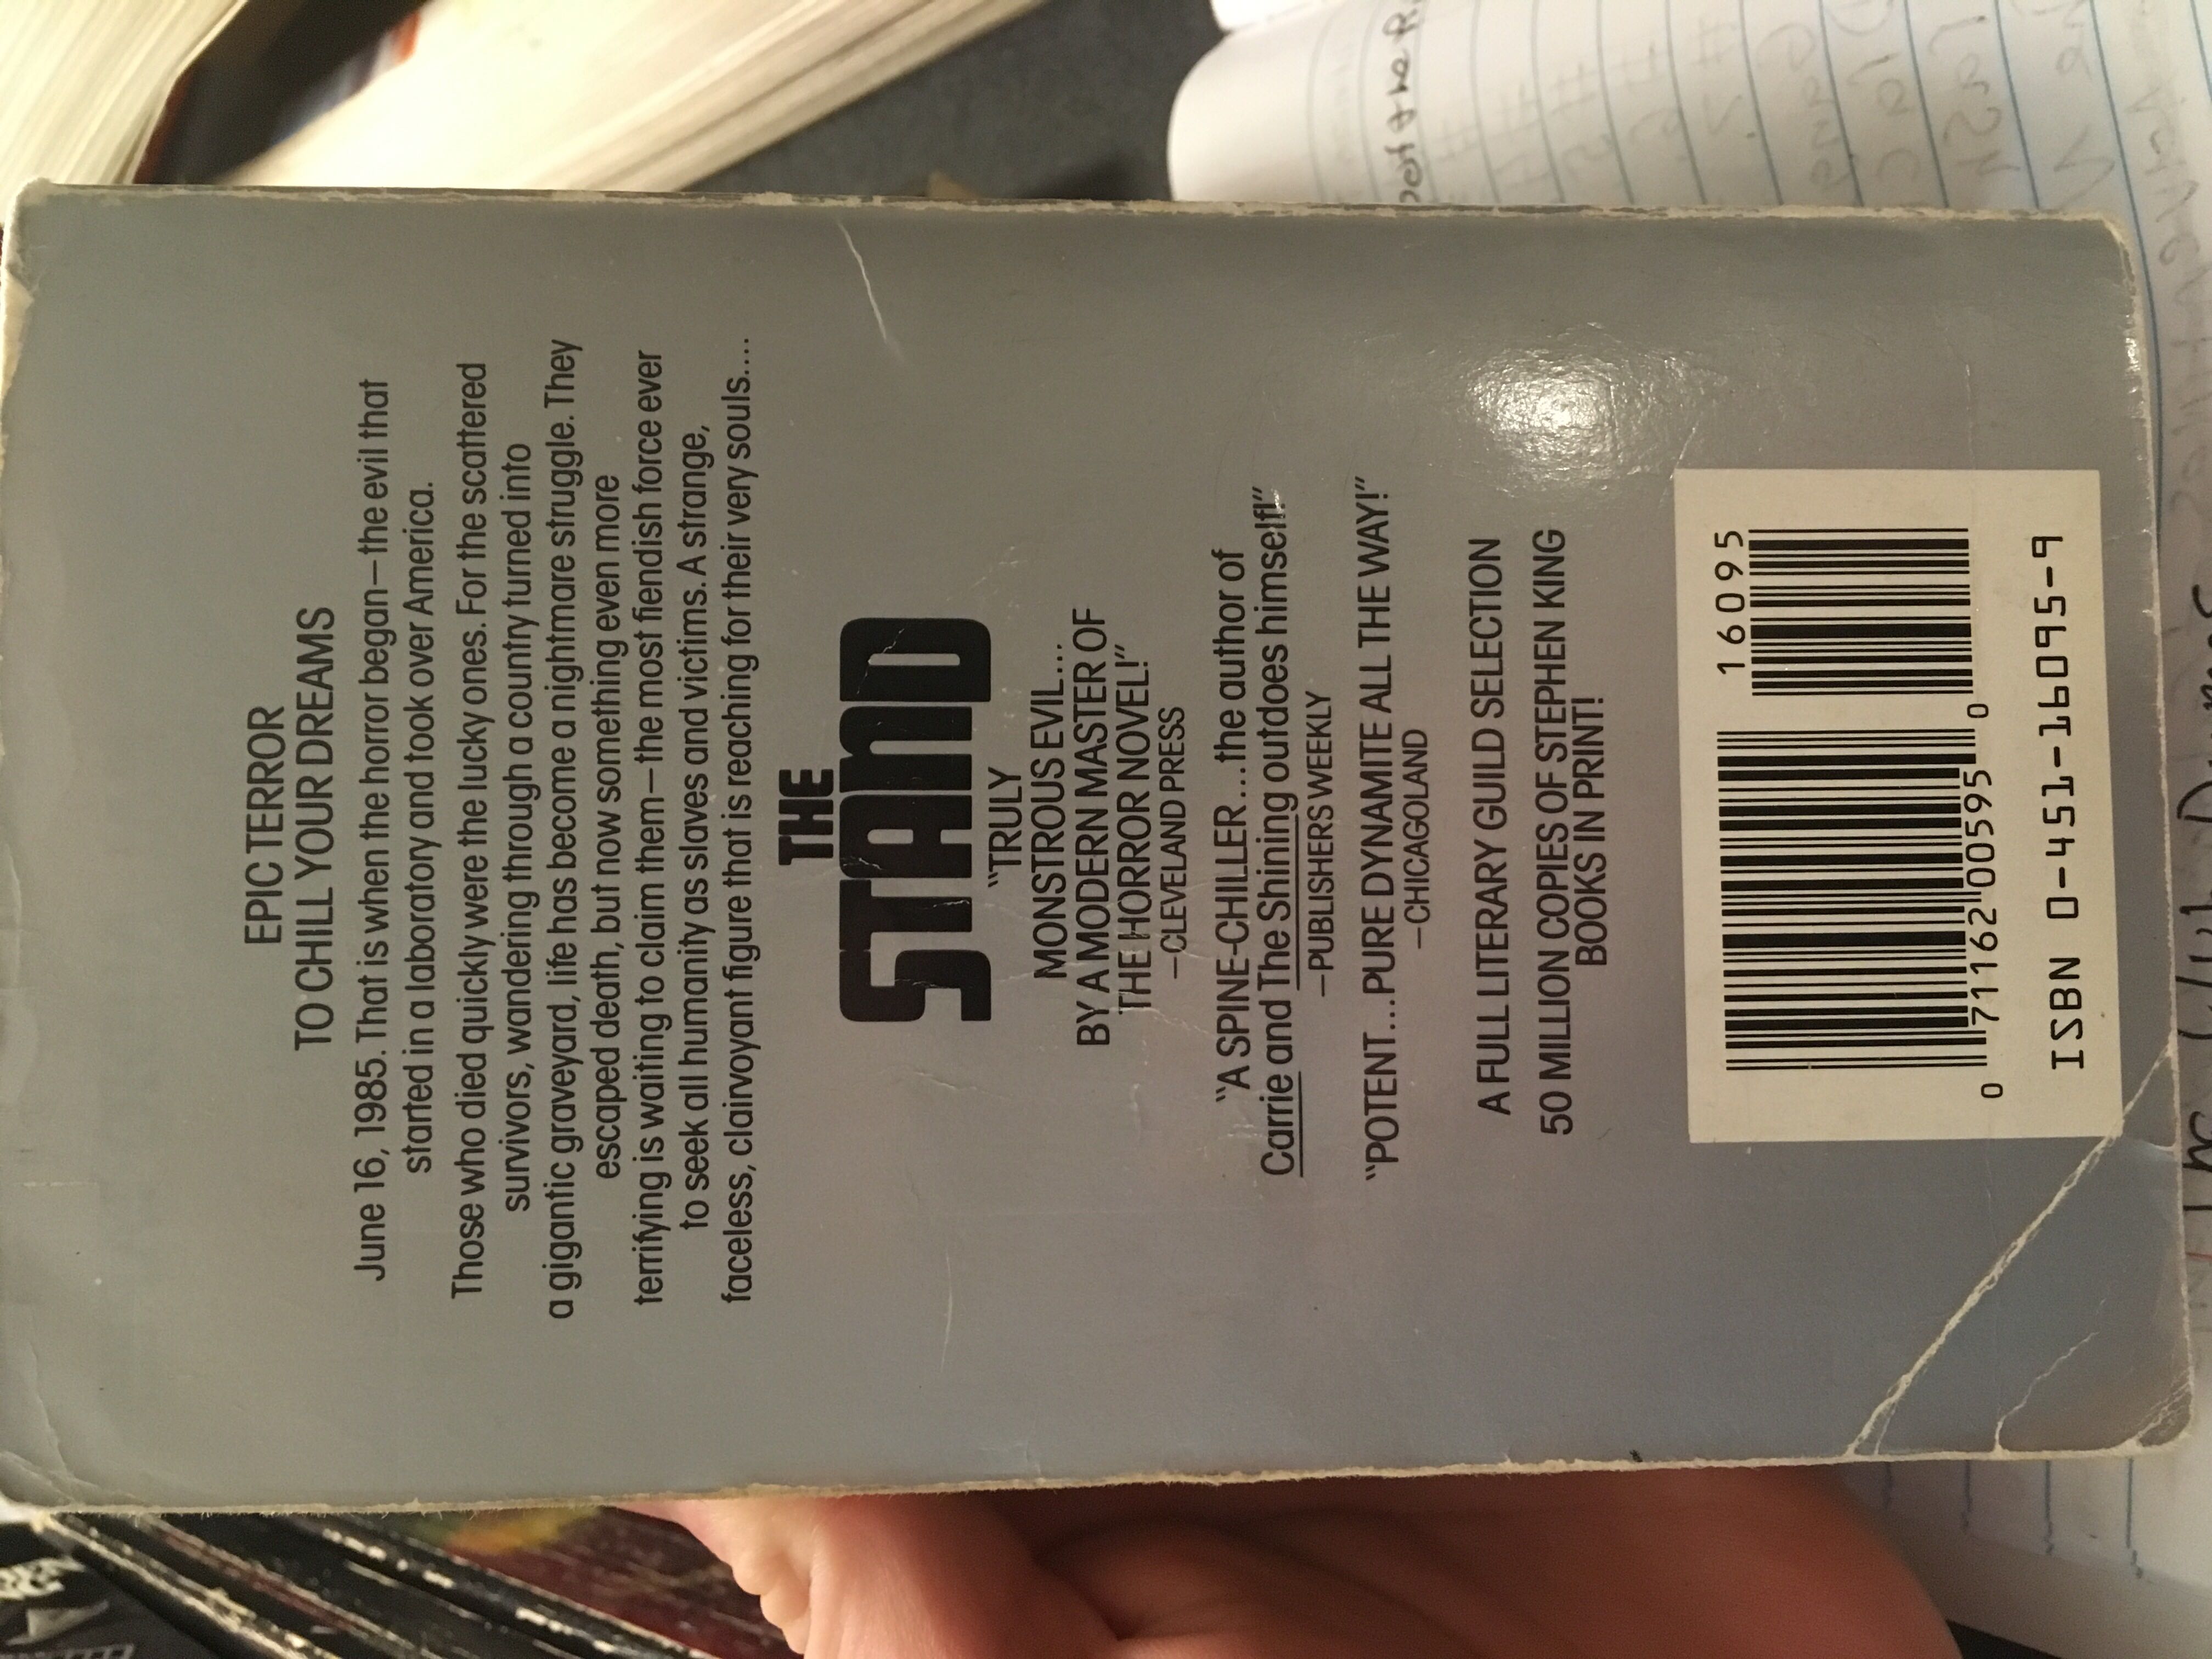 EPIC TERROR
TO CHILL YOUR DREAMS
June 16, 1985. That is when the horror began—the evil that
started in a laboratory and took over America.
Those who died quickly were the lucky ones. For the scattered
survivors, wandering through a country turned into
a gigantic graveyard, life has become a nightmare struggle. They
escaped death, but now something even more
terrifying is waiting to claim them—the most fiendish force ever
to seek all humanity as slaves and victims. A strange,
faceless, clairvoyant figure that is reaching for their very souls....
THE
STAND
"TRULY
MONSTROUS EVIL...
BY A MODERN MASTER OF
THE HORROR NOVEL!"
—CLEVELAND PRESS
"A SPINE-CHILLER...the author of
Carrie and The Shining outdoes himself!"
—PUBLISHERS WEEKLY
"POTENT...PURE DYNAMITE ALL THE WAY!"
—CHICAGOLAND
A FULL LITERARY GUILD SELECTION
50 MILLION COPIES OF STEPHEN KING
BOOKS IN PRINT!
16095
0 71162 00595 0
ISBN 0-451-16095-9
of the